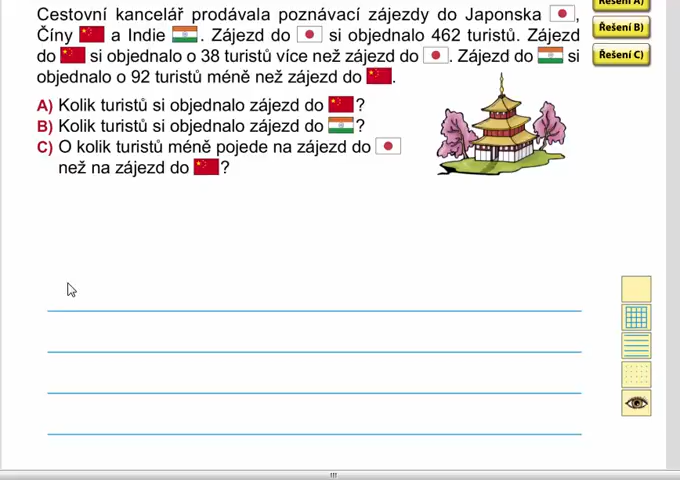 Cestovní kancelář prodávala poznávací zájezdy do Japonska ,
Číny a Indie . Zájezd do si objednalo 462 turistů. Zájezd
do si objednalo o 38 turistů více než zájezd do . Zájezd do si
objednalo o 92 turistů méně než zájezd do .
A) Kolik turistů si objednalo zájezd do ?
B) Kolik turistů si objednalo zájezd do ?
C) O kolik turistů méně pojede na zájezd do
než na zájezd do ?
Řešení A)
Řešení B)
Řešení C)